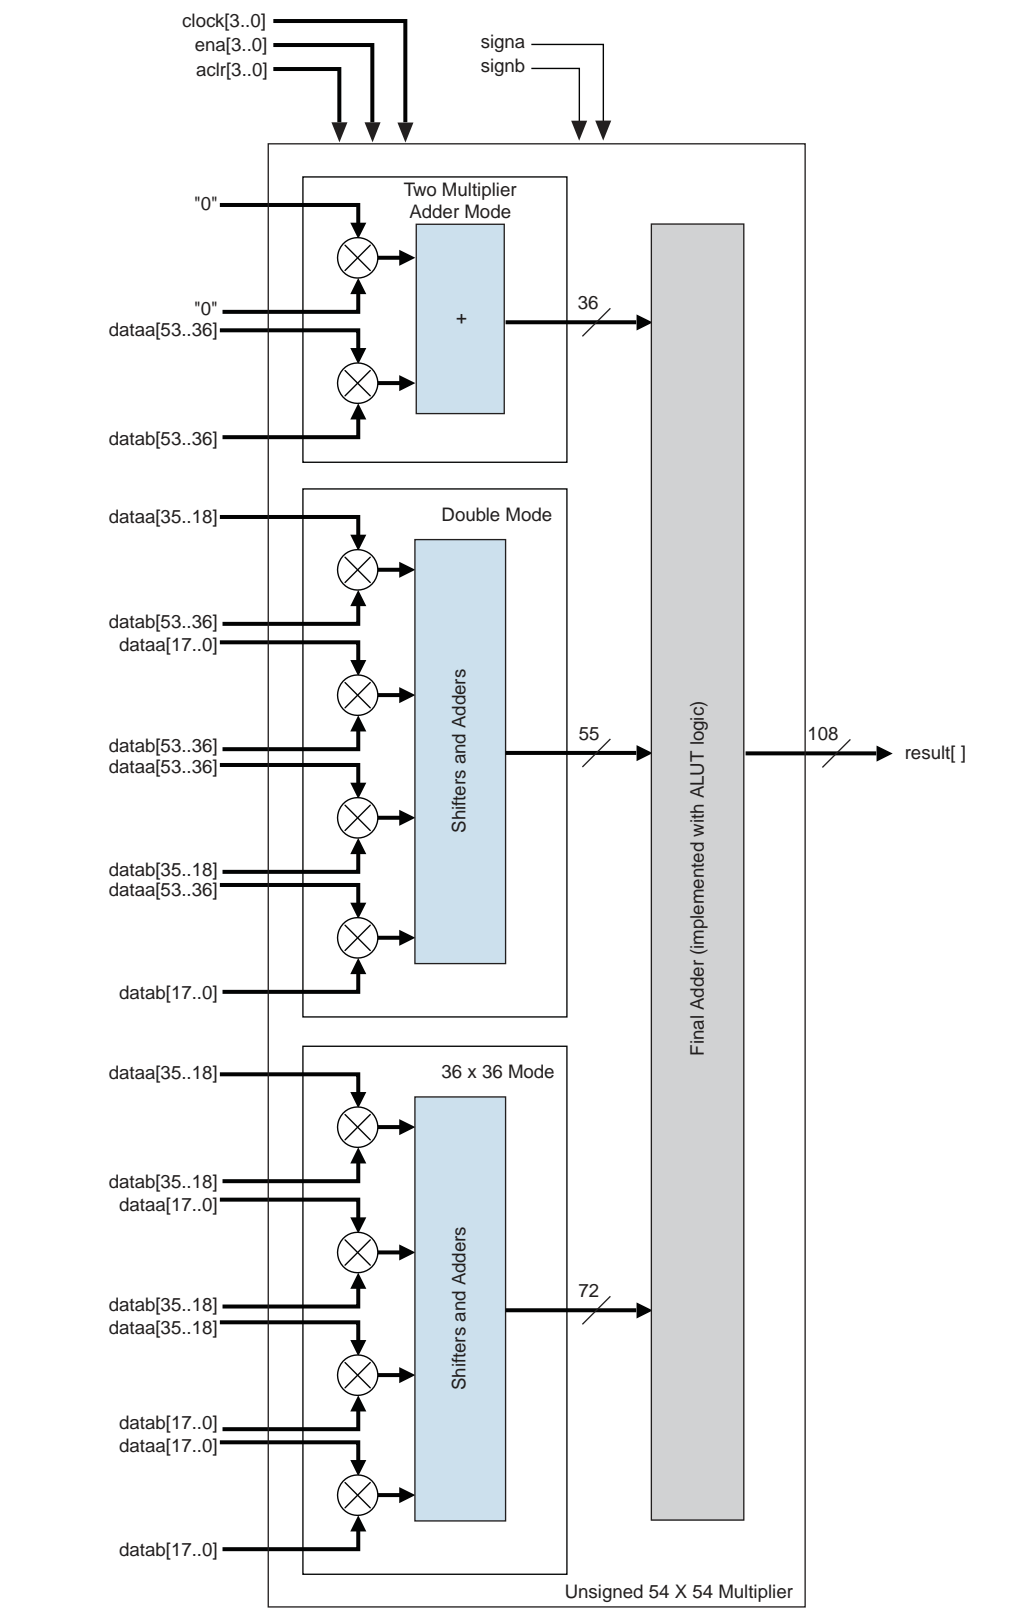 clock[3..0]
ena[3..0]
aclr[3..0]
signa
signb
Two Multiplier
Adder Mode
"0"
"0"
dataa[53..36]
datab[53..36]
+
36
Double Mode
dataa[35..18]
datab[53..36]
dataa[17..0]
datab[53..36]
dataa[53..36]
datab[35..18]
dataa[53..36]
datab[17..0]
Shifters and Adders
55
36 x 36 Mode
dataa[35..18]
datab[35..18]
dataa[17..0]
datab[35..18]
dataa[35..18]
datab[17..0]
dataa[17..0]
datab[17..0]
Shifters and Adders
72
Final Adder (implemented with ALUT logic)
108
result[ ]
Unsigned 54 X 54 Multiplier